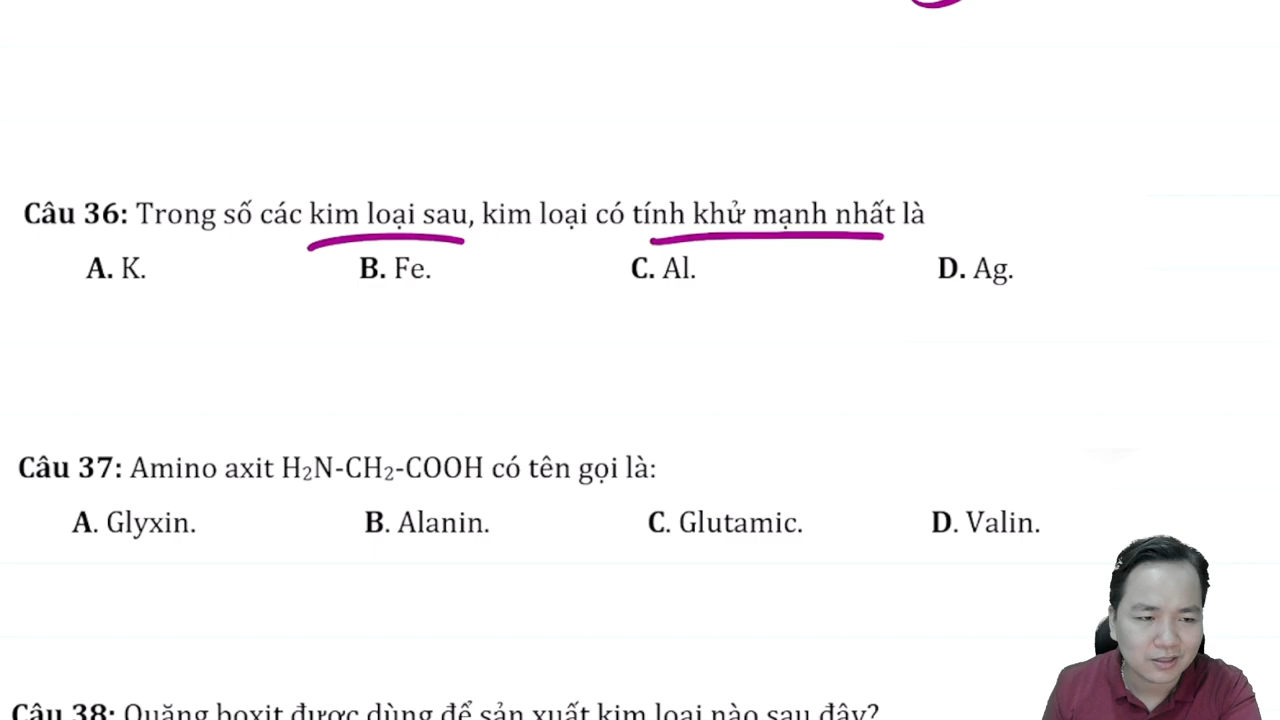 Câu 36: Trong số các kim loại sau, kim loại có tính khử mạnh nhất là
A. K. B. Fe. C. Al. D. Ag.
Câu 37: Amino axit H₂N-CH₂-COOH có tên gọi là:
A. Glyxin. B. Alanin. C. Glutamic. D. Valin.
Câu 38: Quặng boxit được dùng để sản xuất kim loại nào sau đây?